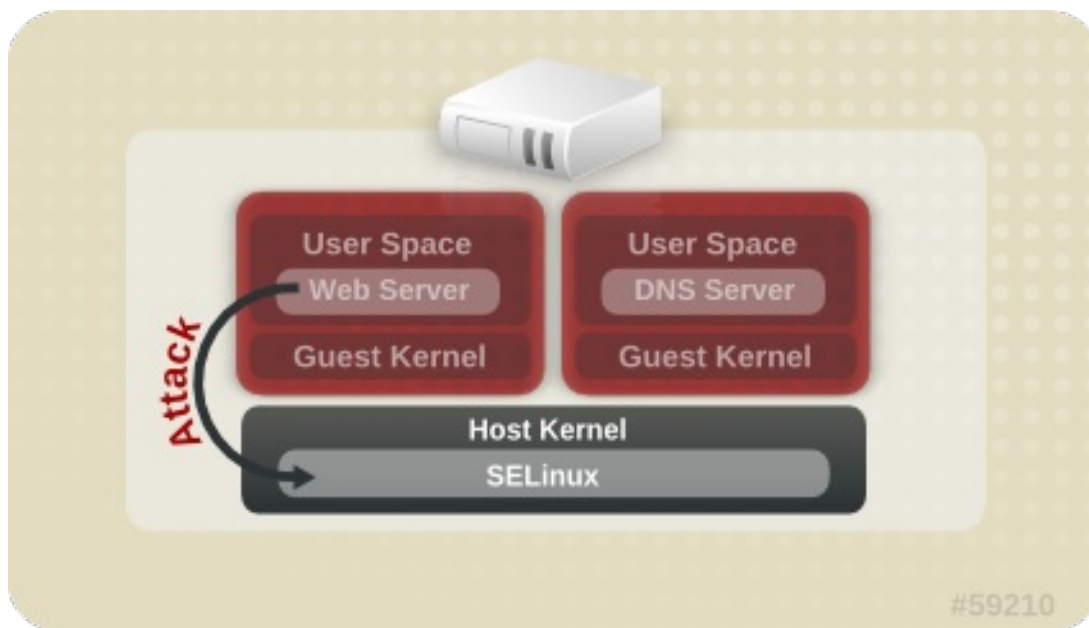 User Space
Web Server
Guest Kernel
User Space
DNS Server
Guest Kernel
Attack
Host Kernel
SELinux
#59210